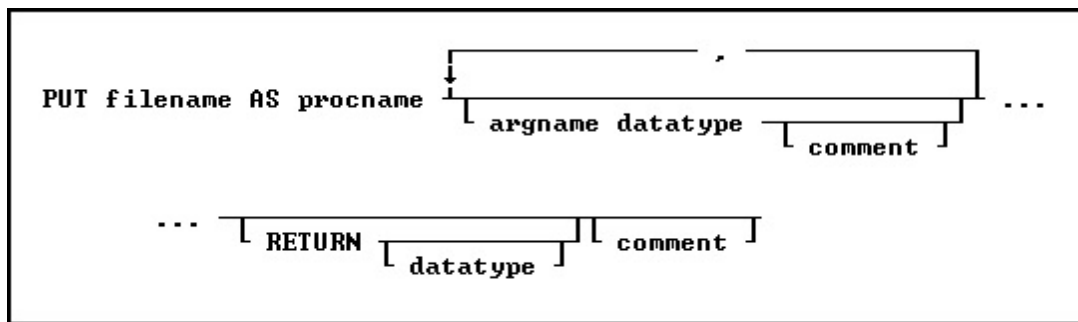 ,
PUT filename AS procname ...
argname datatype
comment
...
RETURN comment
datatype